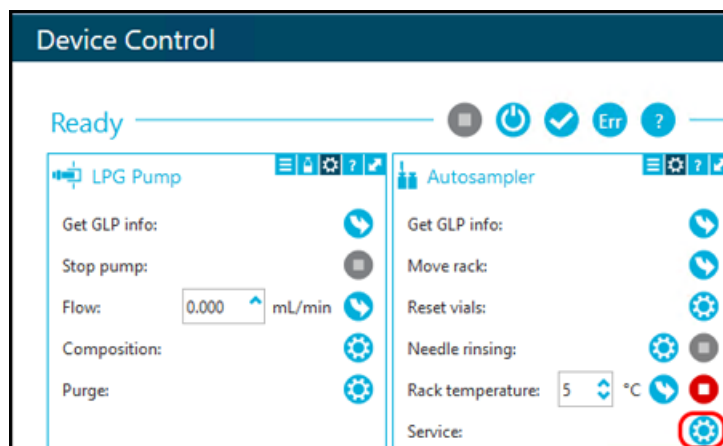 Device Control
Ready
Err
?
LPG Pump
?
Get GLP info:
Stop pump:
Flow: 0.000 mL/min
Composition:
Purge:
Autosampler
?
Get GLP info:
Move rack:
Reset vials:
Needle rinsing:
Rack temperature: 5 °C
Service: